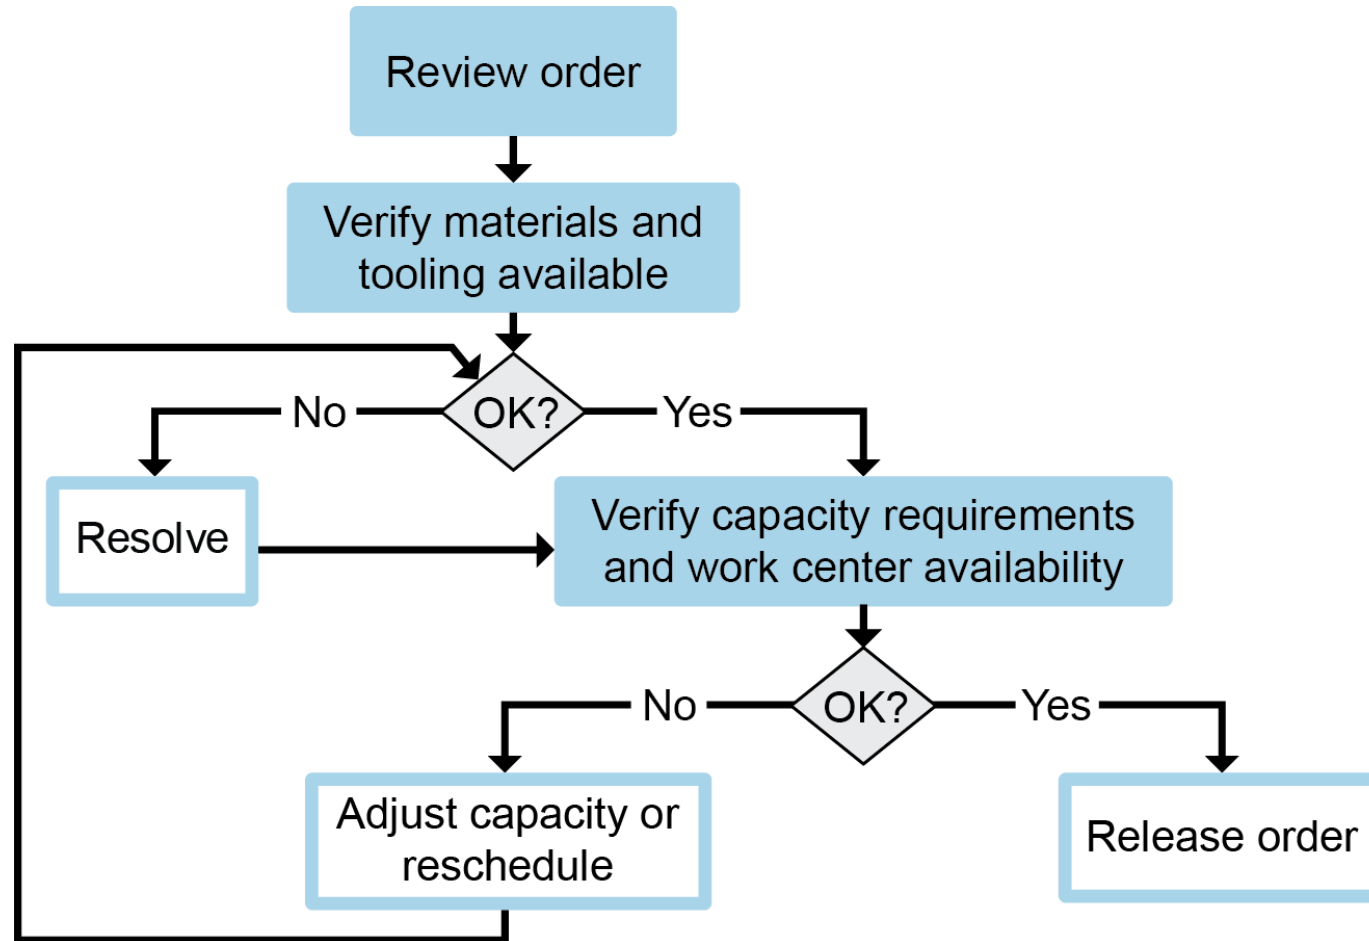 Review order
Verify materials and
tooling available
No
OK?
Yes
Resolve
Verify capacity requirements
and work center availability
No
OK?
Yes
Adjust capacity or
reschedule
Release order